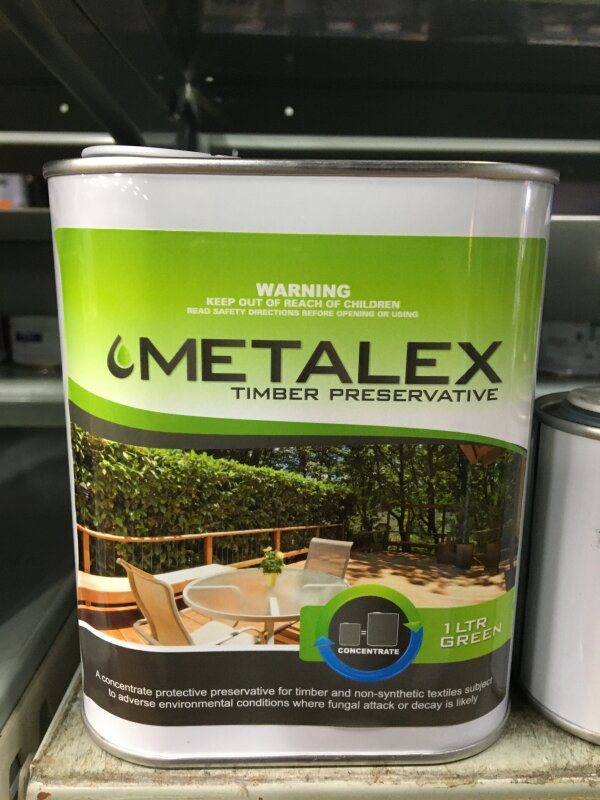 WARNING
KEEP OUT OF REACH OF CHILDREN
READ SAFETY DIRECTIONS BEFORE OPENING OR USING
METALEX
TIMBER PRESERVATIVE
1 LTR
GREEN
CONCENTRATE
A concentrate protective preservative for timber and non-synthetic textiles subject
to adverse environmental conditions where fungal attack or decay is likely